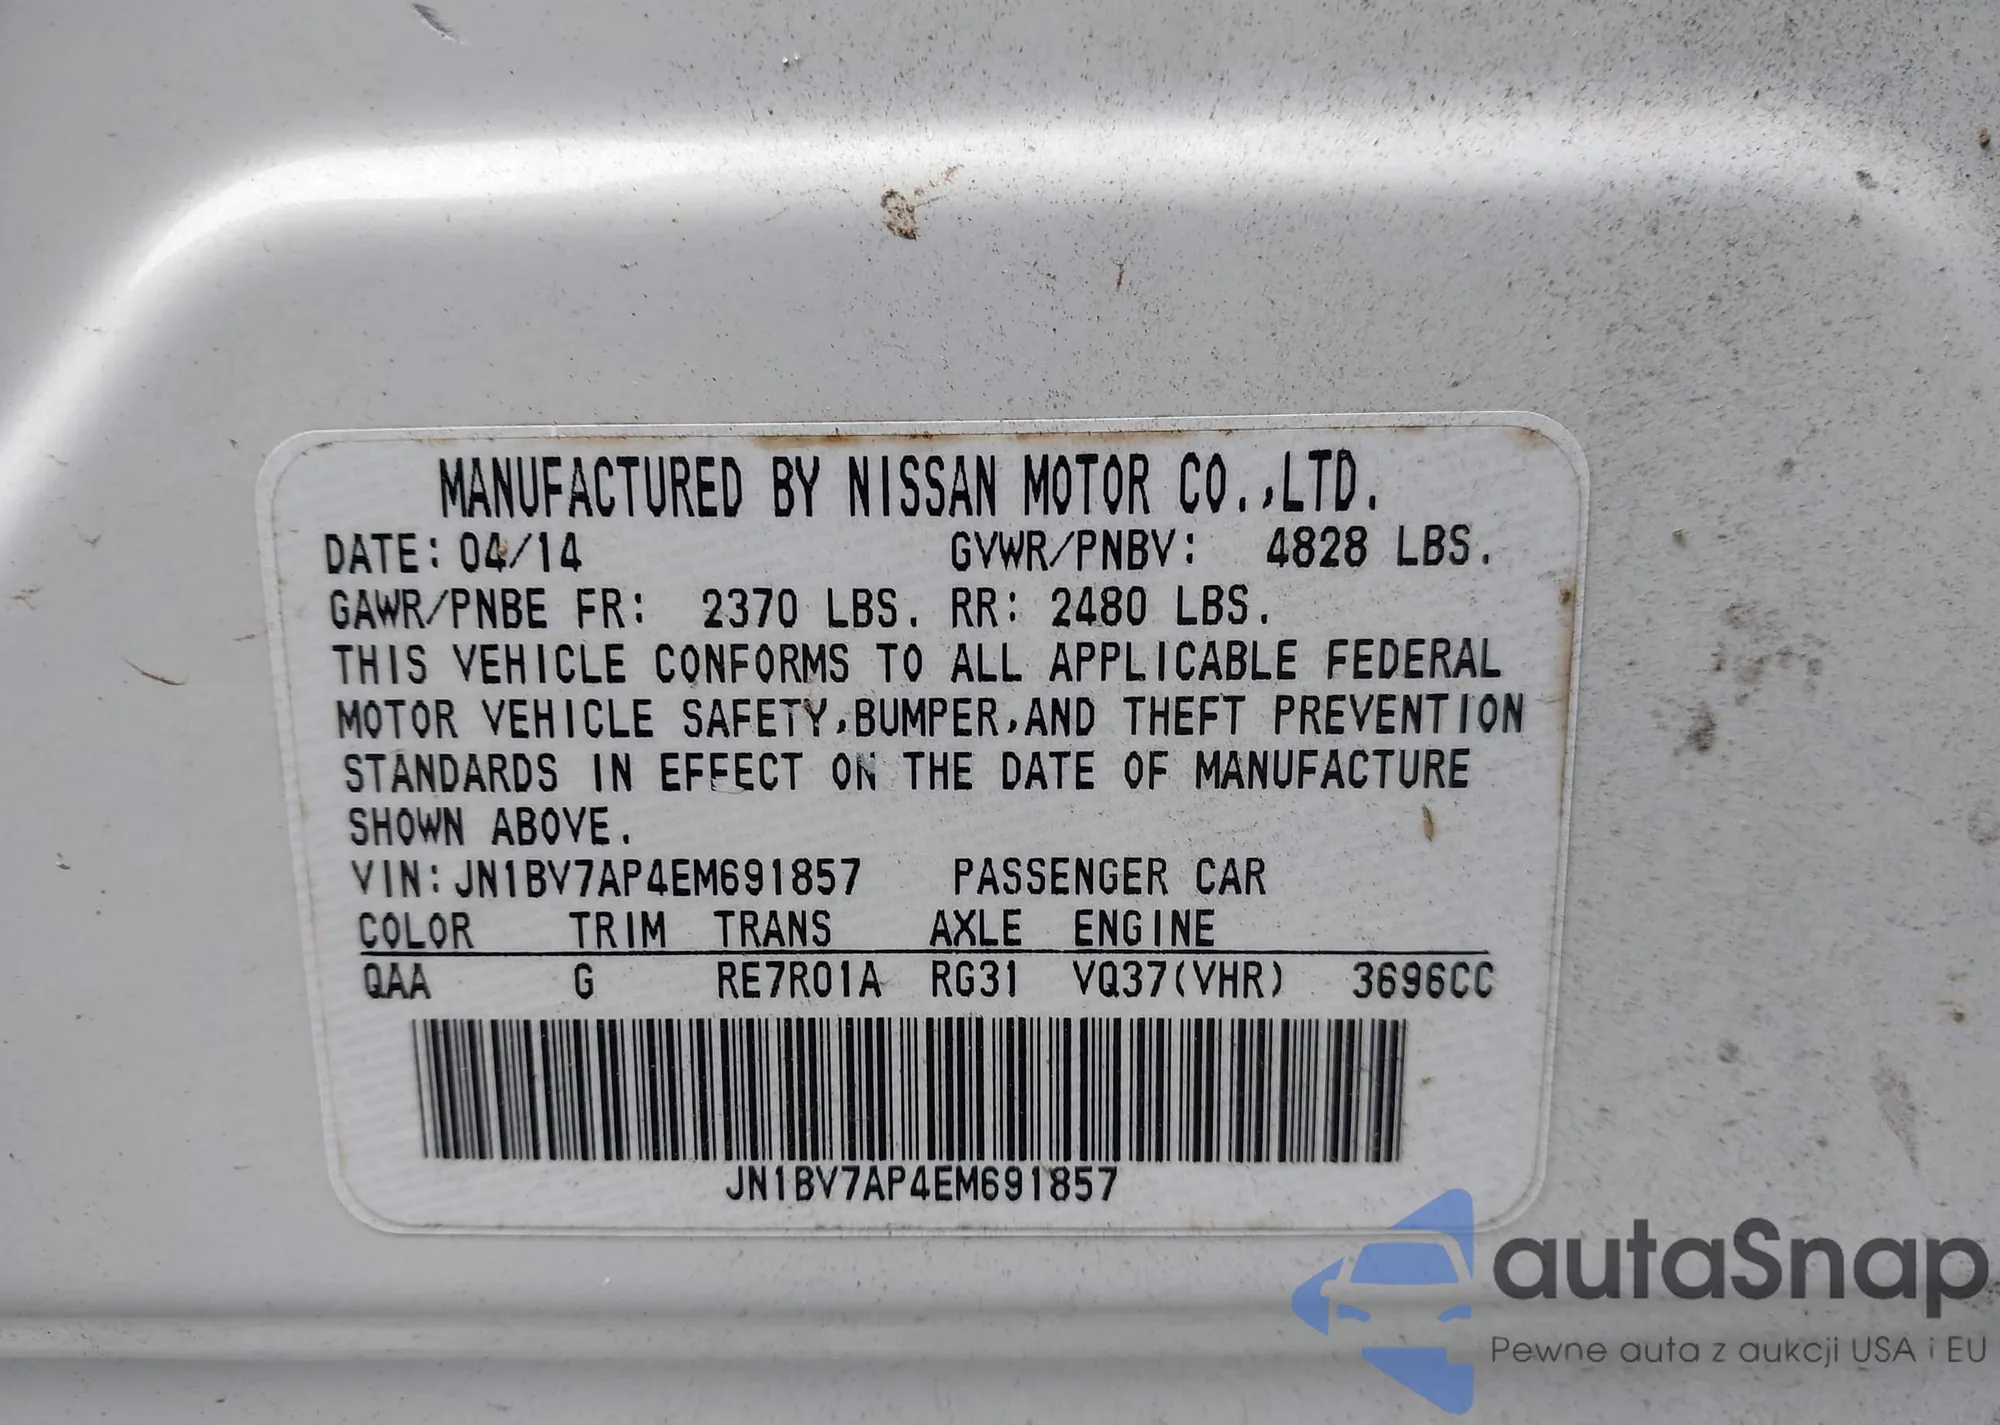 MANUFACTURED BY NISSAN MOTOR CO.,LTD.
DATE: 04/14 GVWR/PNBV: 4828 LBS.
GAWR/PNBE FR: 2370 LBS. RR: 2480 LBS.
THIS VEHICLE CONFORMS TO ALL APPLICABLE FEDERAL
MOTOR VEHICLE SAFETY,BUMPER,AND THEFT PREVENTION
STANDARDS IN EFFECT ON THE DATE OF MANUFACTURE
SHOWN ABOVE.
VIN:JN1BV7AP4EM691857 PASSENGER CAR
COLOR TRIM TRANS AXLE ENGINE
QAA G RE7R01A RG31 VQ37(VHR) 3696CC
JN1BV7AP4EM691857
autaSnap
Pewne auta z aukcji USA i EU